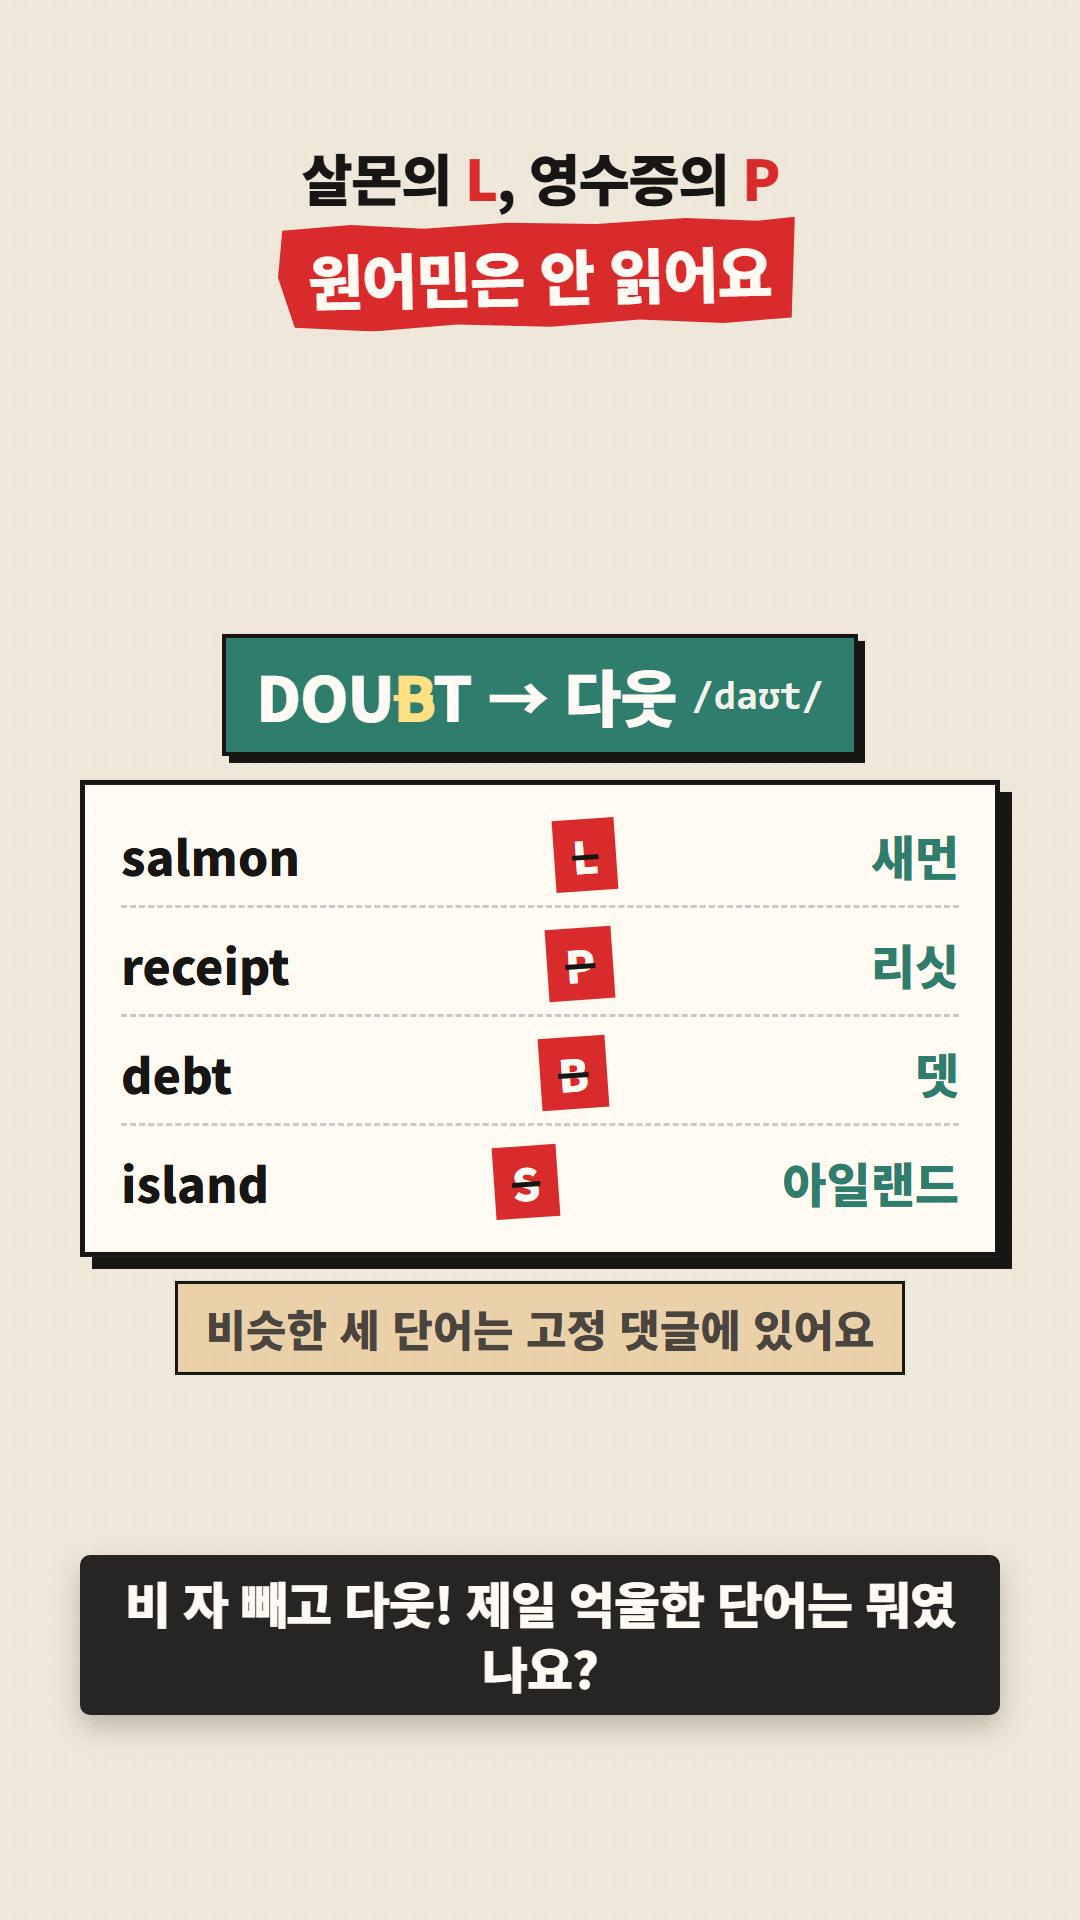 살몬의 L, 영수증의 P
원어민은 안 읽어요
DOUBT → 다웃 /daʊt/
salmon L 새먼
receipt P 리싯
debt B 뎃
island S 아일랜드
비슷한 세 단어는 고정 댓글에 있어요
비 자 빼고 다웃! 제일 억울한 단어는 뭐였
나요?